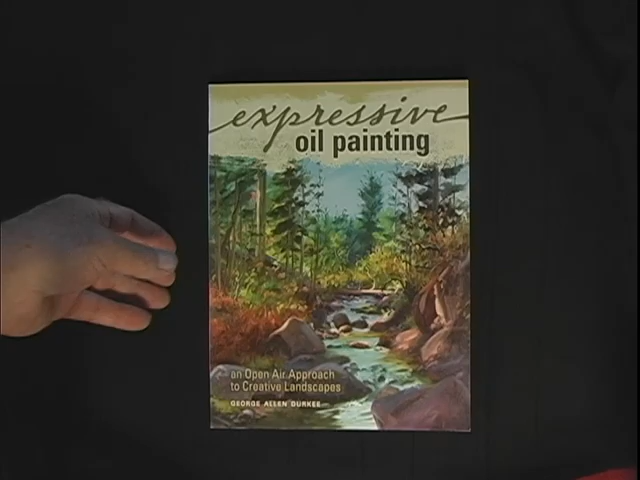 expressive
oil painting
an Open Air Approach
to Creative Landscapes
GEORGE ALLEN DURKEE